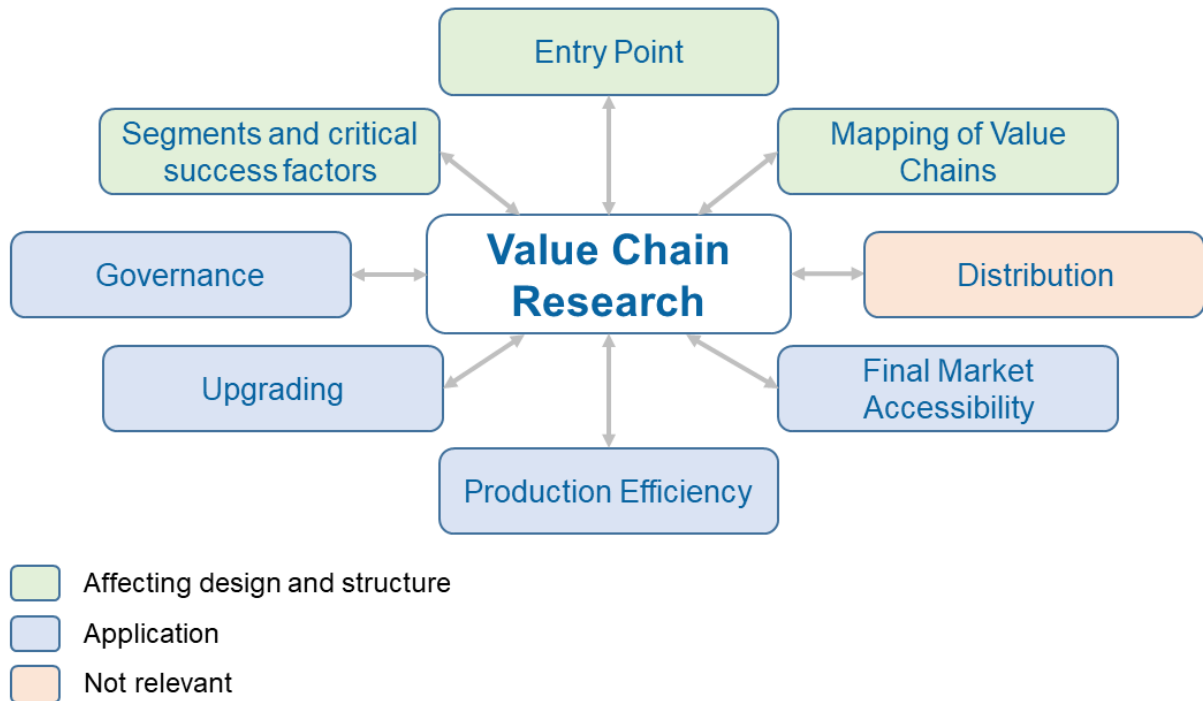 Entry Point
Segments and critical
success factors
Mapping of Value
Chains
Value Chain
Research
Governance
Distribution
Upgrading
Final Market
Accessibility
Production Efficiency
Affecting design and structure
Application
Not relevant